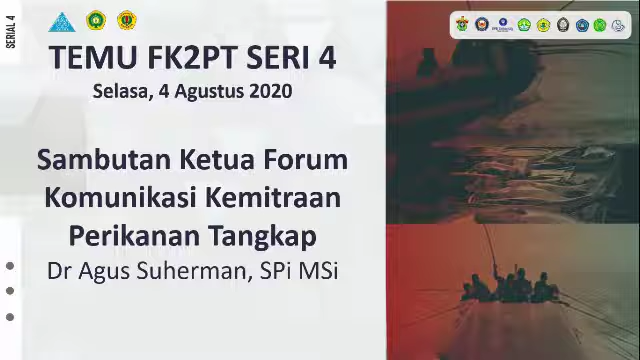 SERIAL 4
TEMU FK2PT SERI 4
Selasa, 4 Agustus 2020
Sambutan Ketua Forum
Komunikasi Kemitraan
Perikanan Tangkap
Dr Agus Suherman, SPi MSi